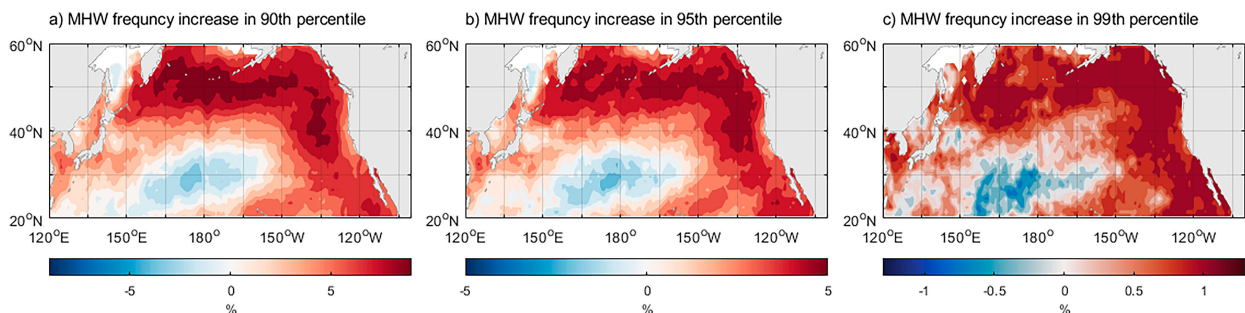 a) MHW frequncy increase in 90th percentile
60°N
40°N
20°N
120°E 150°E 180° 150°W 120°W
-5 0 5
%
b) MHW frequncy increase in 95th percentile
60°N
40°N
20°N
120°E 150°E 180° 150°W 120°W
-5 0 5
%
c) MHW frequncy increase in 99th percentile
60°N
40°N
20°N
120°E 150°E 180° 150°W 120°W
-1 -0.5 0 0.5 1
%